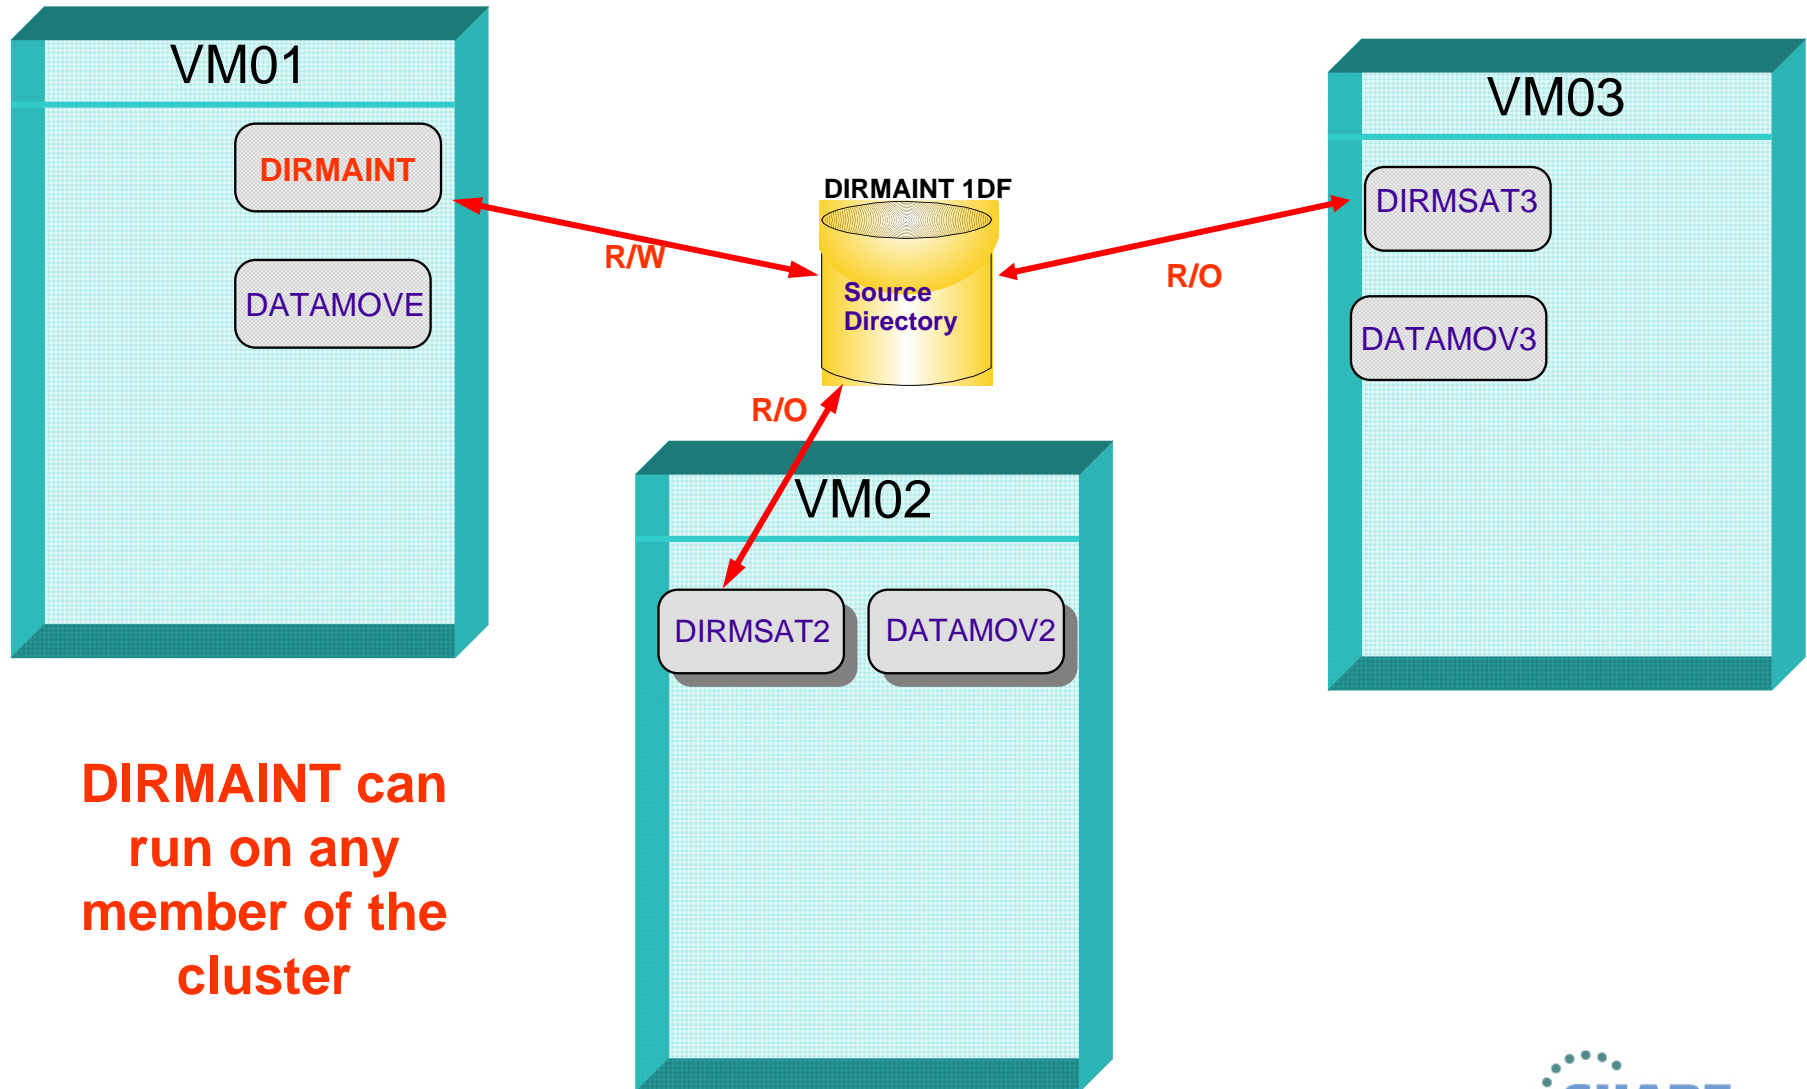 VM01
DIRMAINT
DATAMOVE
R/W
DIRMAINT 1DF
Source
Directory
R/O
R/O
VM03
DIRMSAT3
DATAMOV3
VM02
DIRMSAT2
DATAMOV2
DIRMAINT can
run on any
member of the
cluster